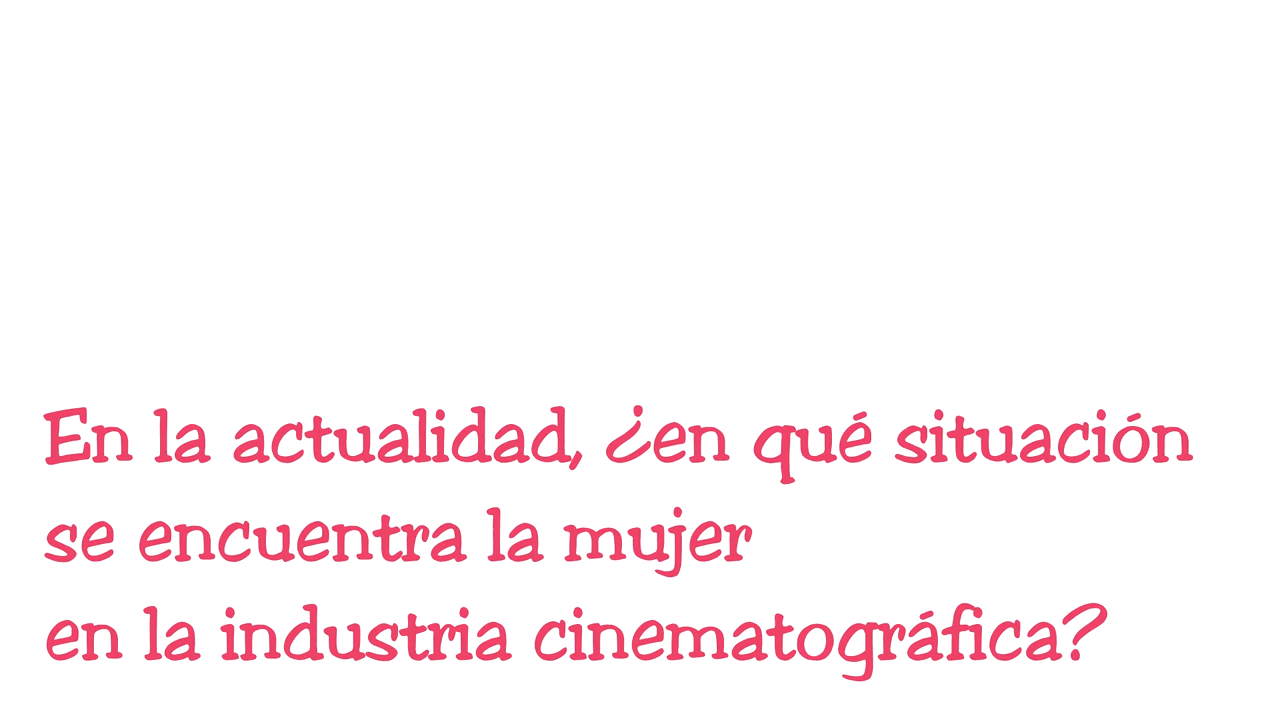 En la actualidad, ¿en qué situación
se encuentra la mujer
en la industria cinematográfica?